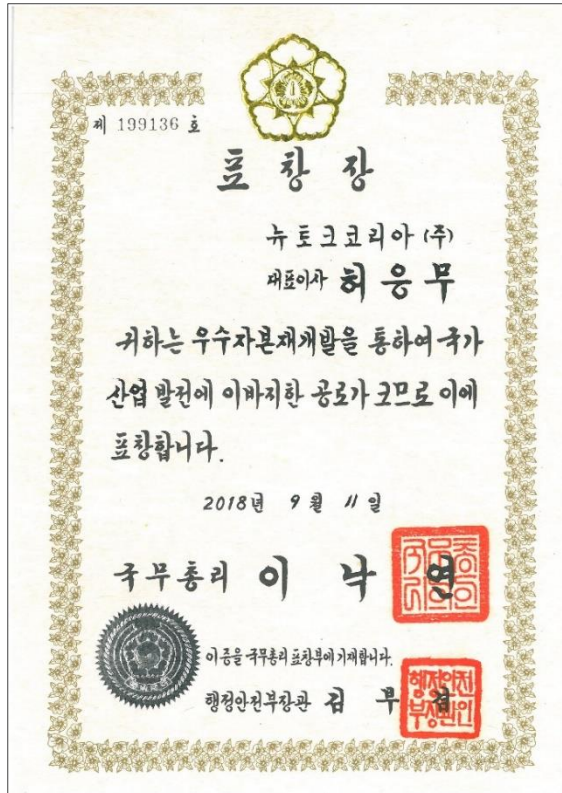 제 199136 호
표창장
뉴토크코리아 (주)
대표이사 허응무
귀하는 우수자본재개발을 통하여 국가
산업 발전에 이바지한 공로가 크므로 이에
표창합니다.
2018년 9월 11일
국무총리 이낙연
이 증을 국무총리 표창부에 기재합니다.
행정안전부장관 김부겸